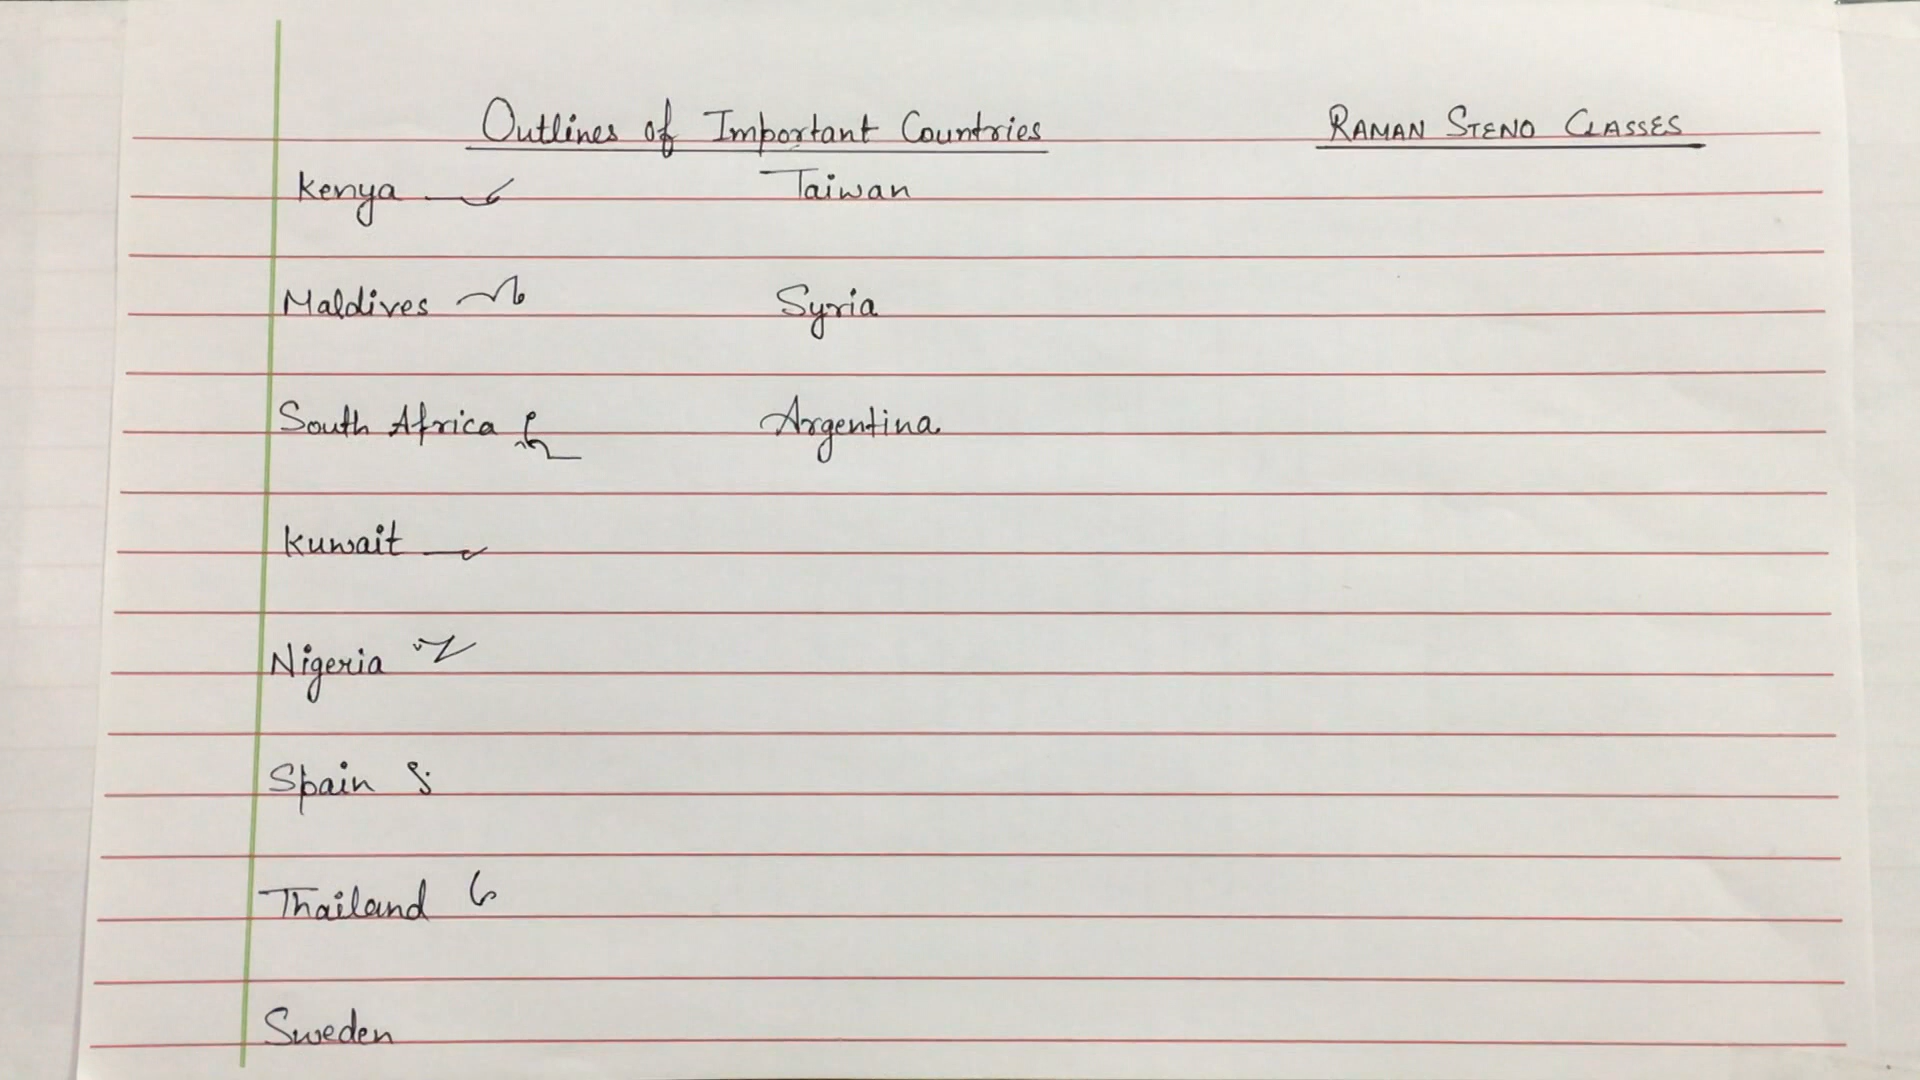 Outlines of Important Countries RAMAN STENO CLASSES
Kenya Taiwan
Maldives Syria
South Africa Argentina
Kuwait
Nigeria
Spain
Thailand
Sweden